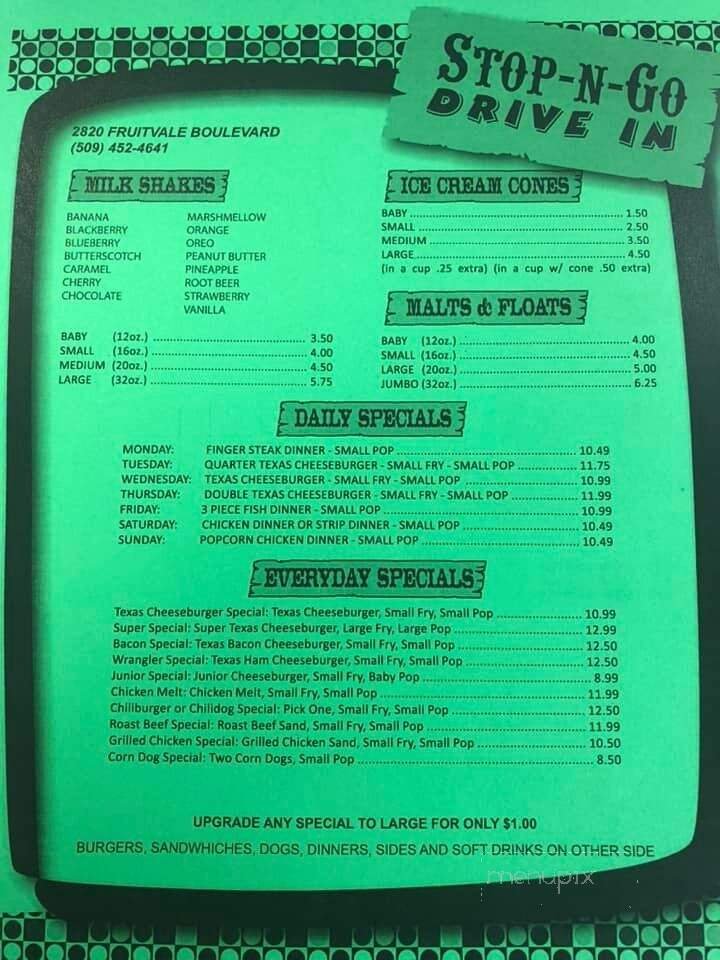 STOP-N-GO
DRIVE IN
2820 FRUITVALE BOULEVARD
(509) 452-4641
MILK SHAKES
BANANA MARSHMELLOW
BLACKBERRY ORANGE
BLUEBERRY OREO
BUTTERSCOTCH PEANUT BUTTER
CARAMEL PINEAPPLE
CHERRY ROOT BEER
CHOCOLATE STRAWBERRY
VANILLA
BABY (12oz.) 3.50
SMALL (16oz.) 4.00
MEDIUM (20oz.) 4.50
LARGE (32oz.) 5.75
ICE CREAM CONES
BABY 1.50
SMALL 2.50
MEDIUM 3.50
LARGE 4.50
(in a cup .25 extra) (in a cup w/ cone .50 extra)
MALTS & FLOATS
BABY (12oz.) 4.00
SMALL (16oz.) 4.50
LARGE (20oz.) 5.00
JUMBO (32oz.) 6.25
DAILY SPECIALS
MONDAY: FINGER STEAK DINNER - SMALL POP 10.49
TUESDAY: QUARTER TEXAS CHEESEBURGER - SMALL FRY - SMALL POP 11.75
WEDNESDAY: TEXAS CHEESEBURGER - SMALL FRY - SMALL POP 10.99
THURSDAY: DOUBLE TEXAS CHEESEBURGER - SMALL FRY - SMALL POP 11.99
FRIDAY: 3 PIECE FISH DINNER - SMALL POP 10.99
SATURDAY: CHICKEN DINNER OR STRIP DINNER - SMALL POP 10.49
SUNDAY: POPCORN CHICKEN DINNER - SMALL POP 10.49
EVERYDAY SPECIALS
Texas Cheeseburger Special: Texas Cheeseburger, Small Fry, Small Pop 10.99
Super Special: Super Texas Cheeseburger, Large Fry, Large Pop 12.99
Bacon Special: Texas Bacon Cheeseburger, Small Fry, Small Pop 12.50
Wrangler Special: Texas Ham Cheeseburger, Small Fry, Small Pop 12.50
Junior Special: Junior Cheeseburger, Small Fry, Baby Pop 8.99
Chicken Melt: Chicken Melt, Small Fry, Small Pop 11.99
Chiliburger or Chilidog Special: Pick One, Small Fry, Small Pop 12.50
Roast Beef Special: Roast Beef Sand, Small Fry, Small Pop 11.99
Grilled Chicken Special: Grilled Chicken Sand, Small Fry, Small Pop 10.50
Corn Dog Special: Two Corn Dogs, Small Pop 8.50
UPGRADE ANY SPECIAL TO LARGE FOR ONLY $1.00
BURGERS, SANDWHICHES, DOGS, DINNERS, SIDES AND SOFT DRINKS ON OTHER SIDE
menupix